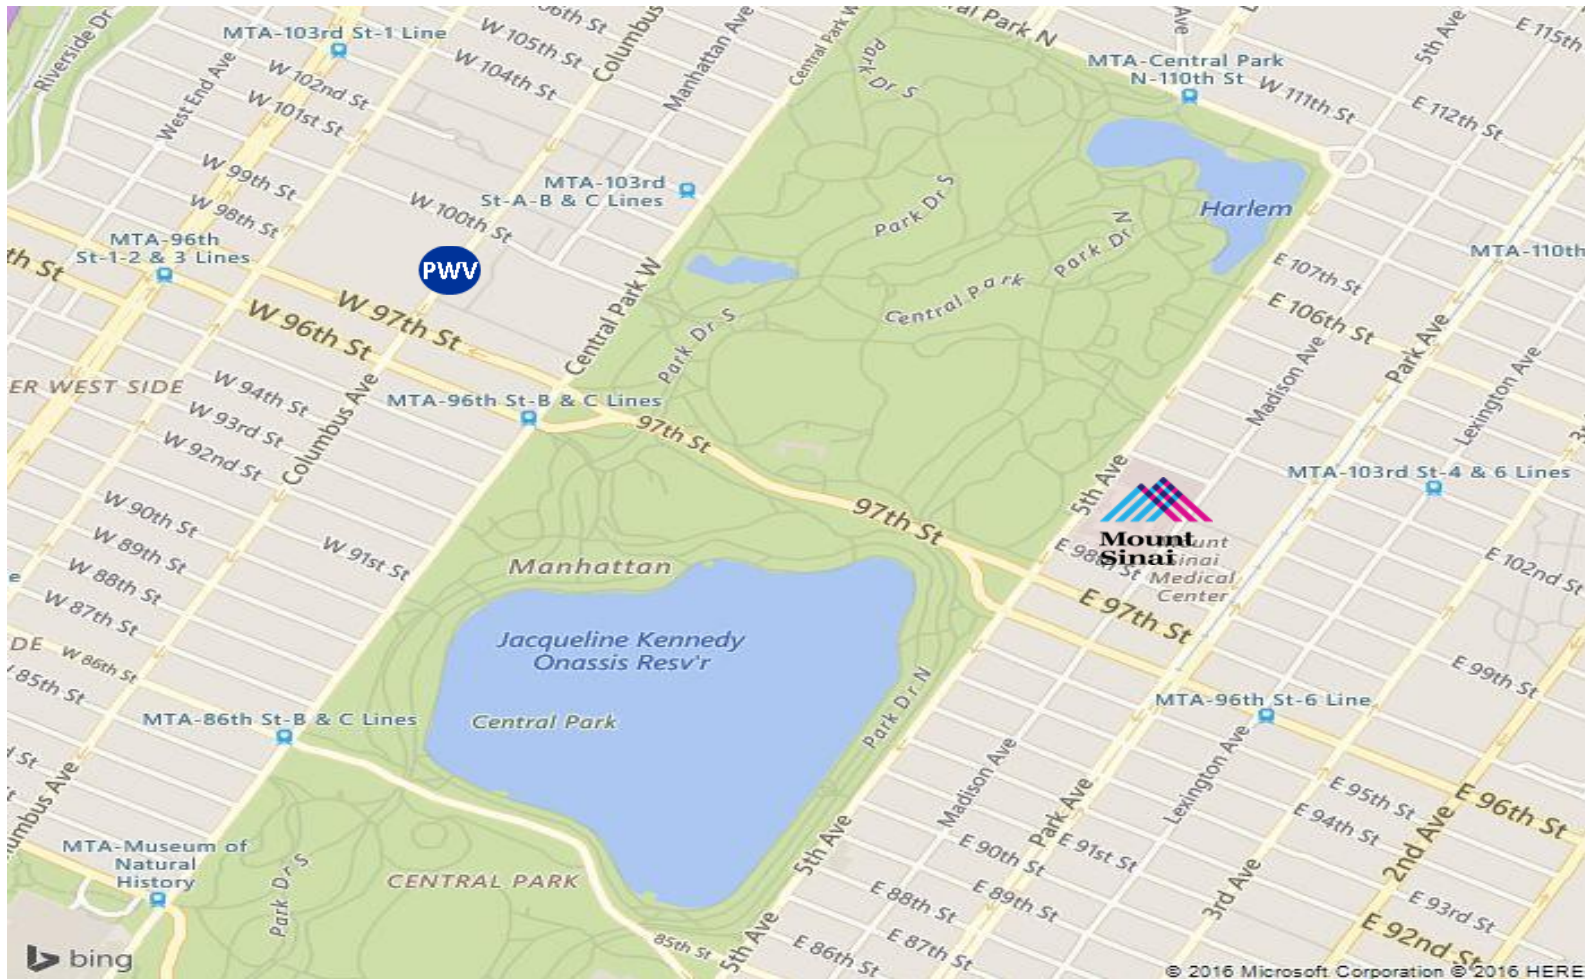 Riverside Dr
MTA-103rd St-1 Line
West End Ave
W 102nd St
W 101st St
W 105th St
W 104th St
Columbus
Manhattan Ave
Central Park W
Park Dr S
Central Park N
MTA-Central Park
N-110th St
W 111th St
5th Ave
E 115th St
E 112th St
W 99th St
W 98th St
W 100th St
MTA-103rd
St-A-B & C Lines
MTA-96th
St-1-2 & 3 Lines
PWV
Park Dr S
Park Dr N
Central Park
Harlem
MTA-110th
E 107th St
E 106th St
W 97th St
W 96th St
Central Park W
Park Dr S
Madison Ave
Park Ave
Lexington Ave
ER WEST SIDE
W 94th St
W 93rd St
W 92nd St
Columbus Ave
MTA-96th St-B & C Lines
97th St
97th St
5th Ave
MTA-103rd St-4 & 6 Lines
Mount
Sinai
Mount
Sinai
Medical
Center
E 98th St
E 97th St
E 102nd St
W 90th St
W 89th St
W 88th St
W 87th St
W 91st St
Manhattan
Jacqueline Kennedy
Onassis Resv'r
Central Park
DE
W 86th St
85th St
MTA-86th St-B & C Lines
Park Dr N
E 99th St
MTA-96th St-6 Line
Madison Ave
Park Ave
Lexington Ave
E 95th St
E 94th St
E 96th St
2nd Ave
MTA-Museum of
Natural
History
Park Dr S
CENTRAL PARK
5th Ave
E 90th St
E 91st St
E 88th St
E 89th St
3rd Ave
E 93rd St
E 92nd St
85th St
5th Ave
E 86th St
E 87th St
bing
© 2016 Microsoft Corporation © 2016 HERE